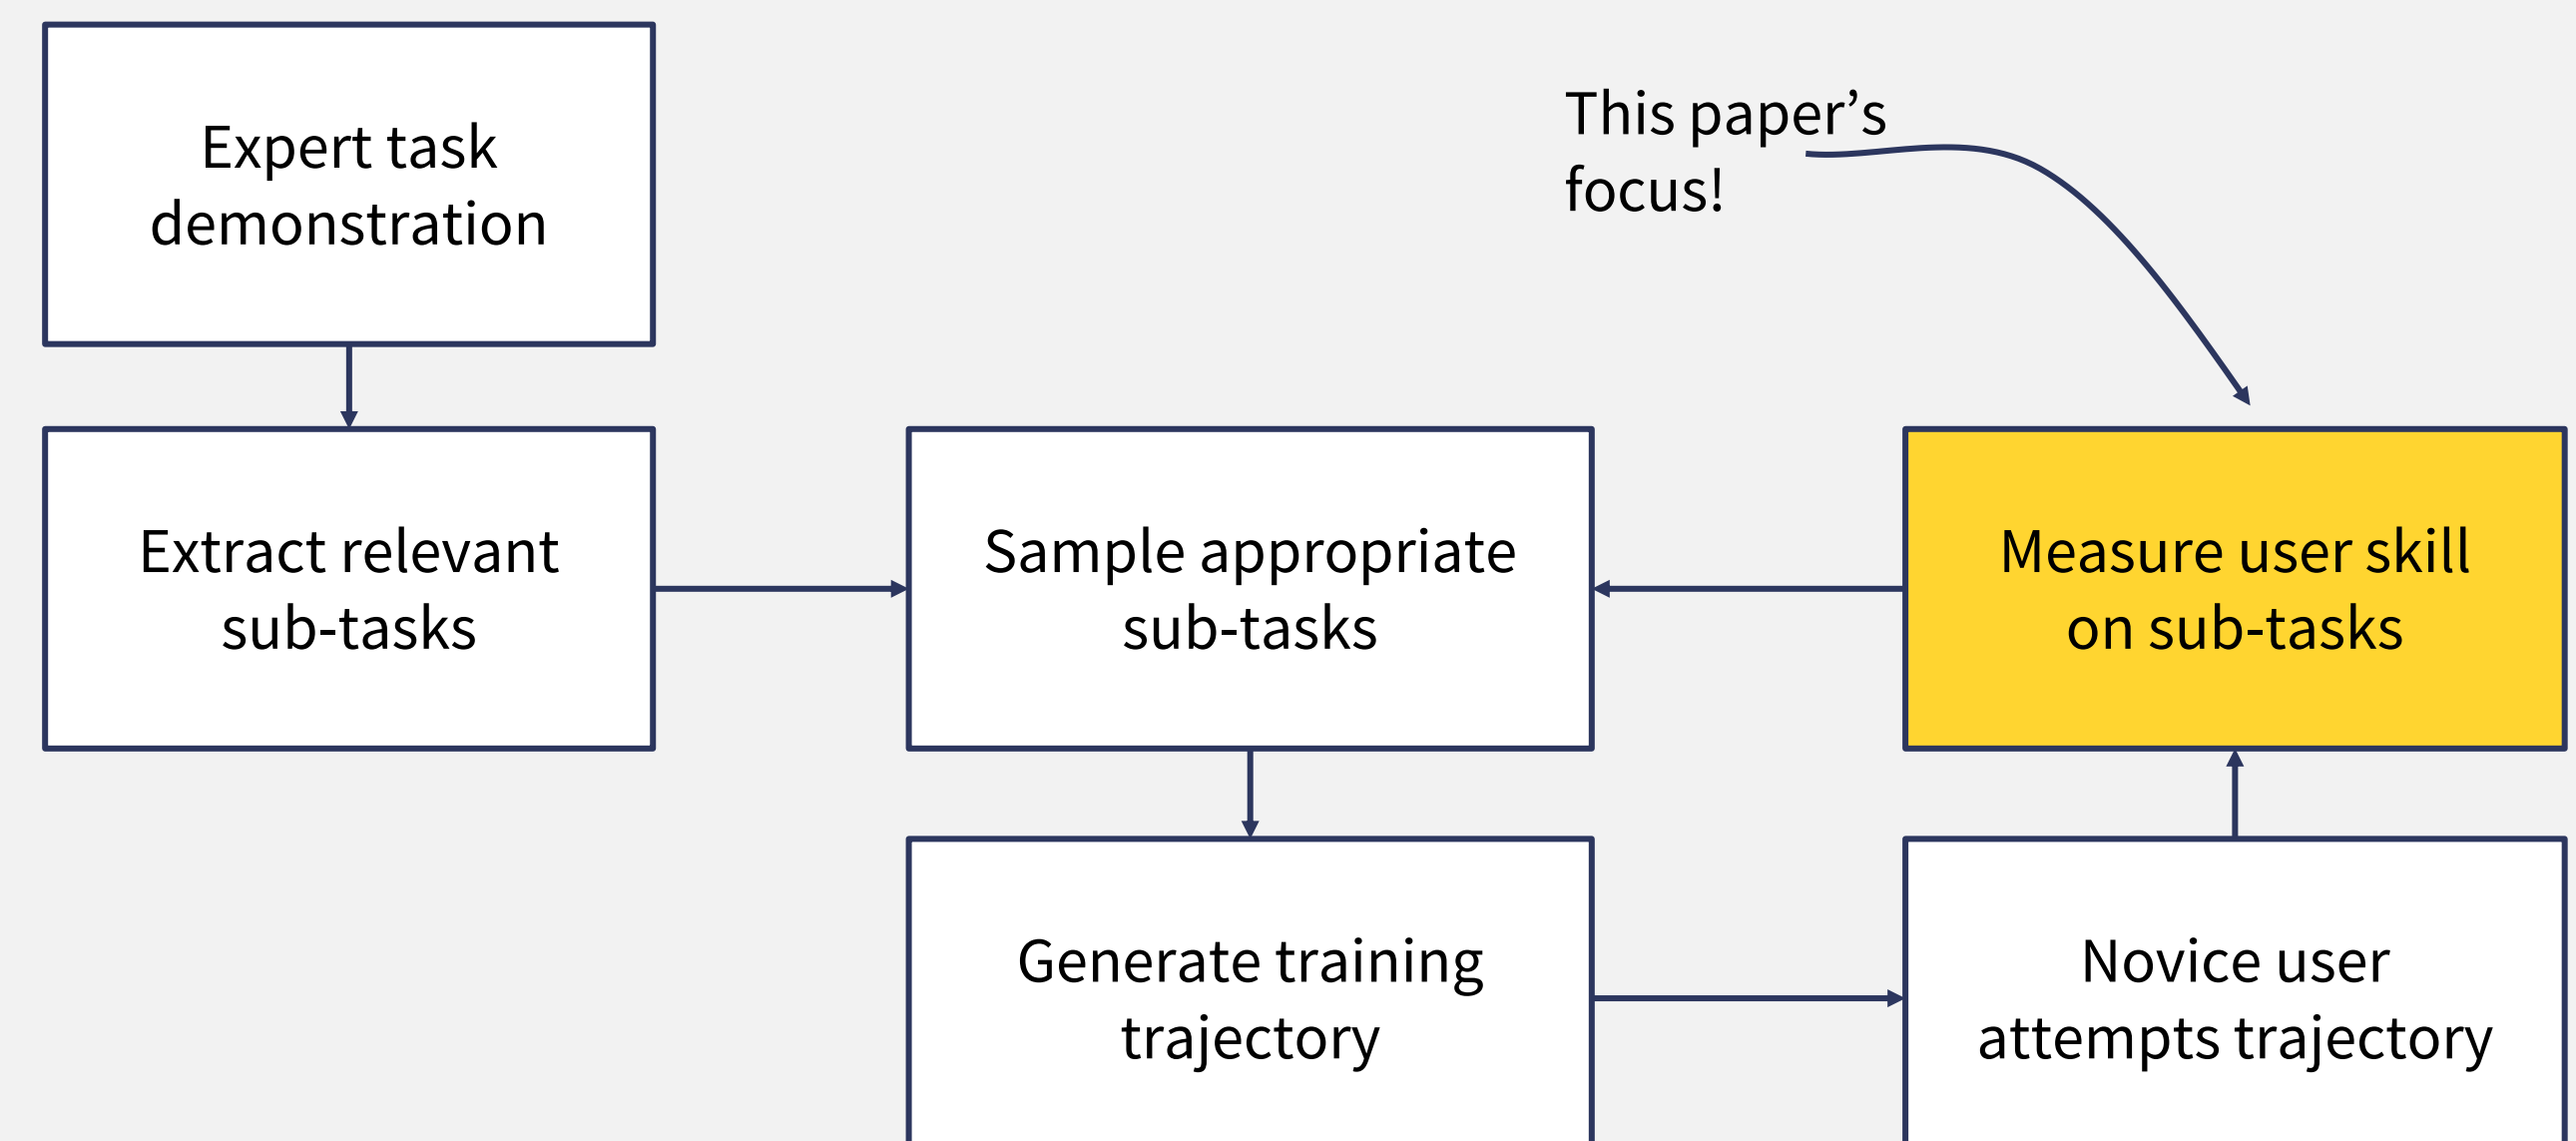 Expert task
demonstration
This paper’s
focus!
Extract relevant
sub-tasks
Sample appropriate
sub-tasks
Measure user skill
on sub-tasks
Generate training
trajectory
Novice user
attempts trajectory